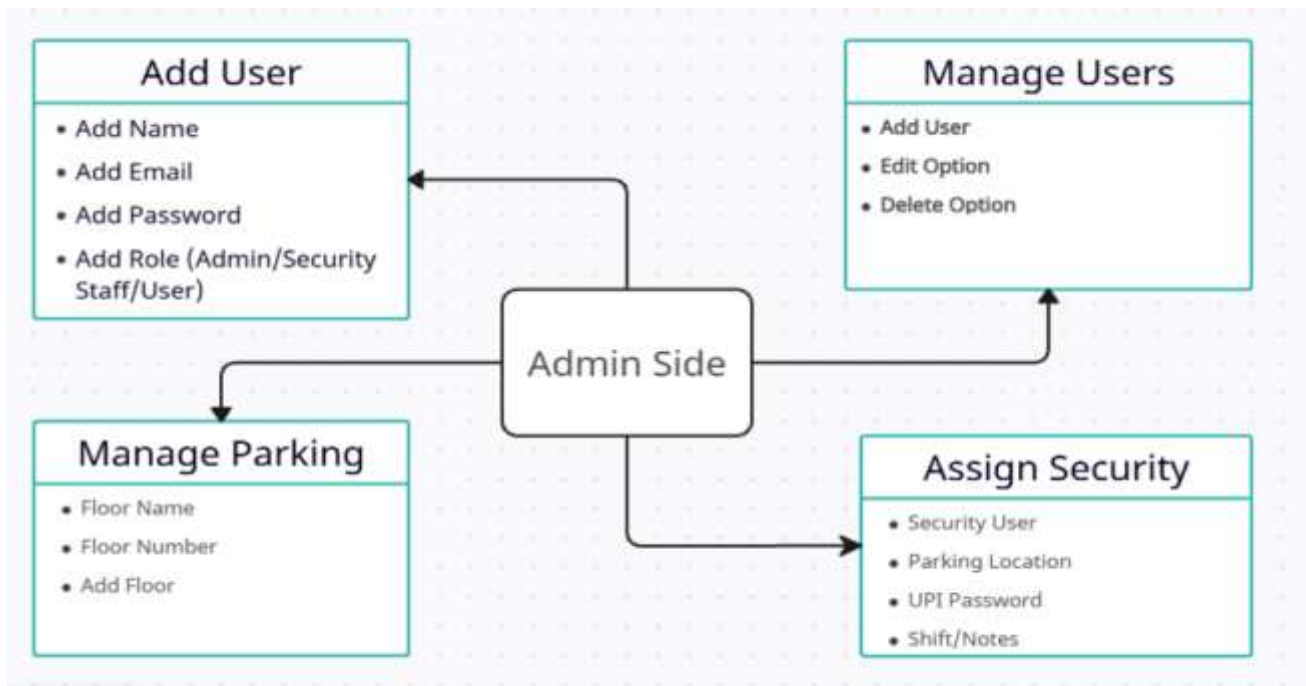 Add User
• Add Name
• Add Email
• Add Password
• Add Role (Admin/Security
Staff/User)
Manage Users
• Add User
• Edit Option
• Delete Option
Admin Side
Manage Parking
• Floor Name
• Floor Number
• Add Floor
Assign Security
• Security User
• Parking Location
• UPI Password
• Shift/Notes